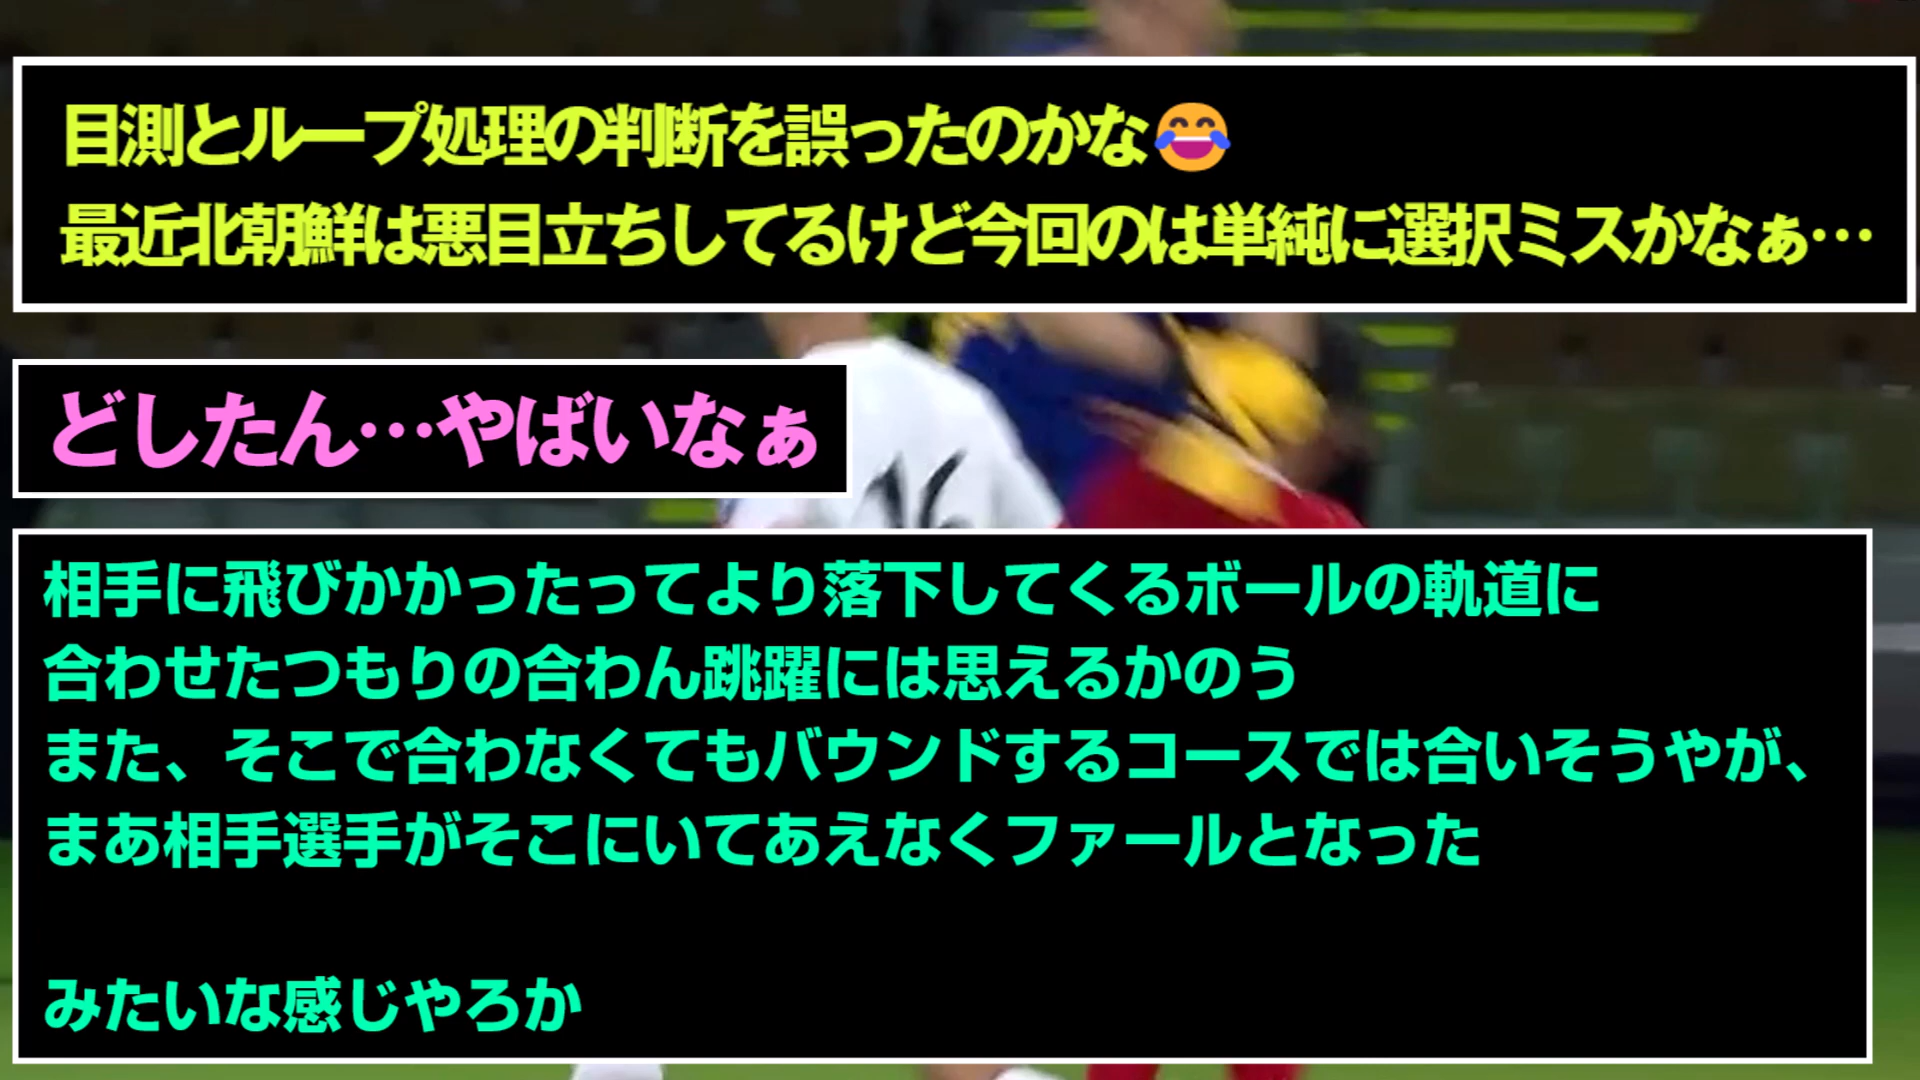 目測とループ処理の判断を誤ったのかな😂
最近北朝鮮は悪目立ちしてるけど今回のは単純に選択ミスかなぁ…
どしたん…やばいなぁ
16
相手に飛びかかったってより落下してくるボールの軌道に
合わせたつもりの合わん跳躍には思えるかのう
また、そこで合わなくてもバウンドするコースでは合いそうやが、
まあ相手選手がそこにいてあえなくファールとなった
みたいな感じやろか